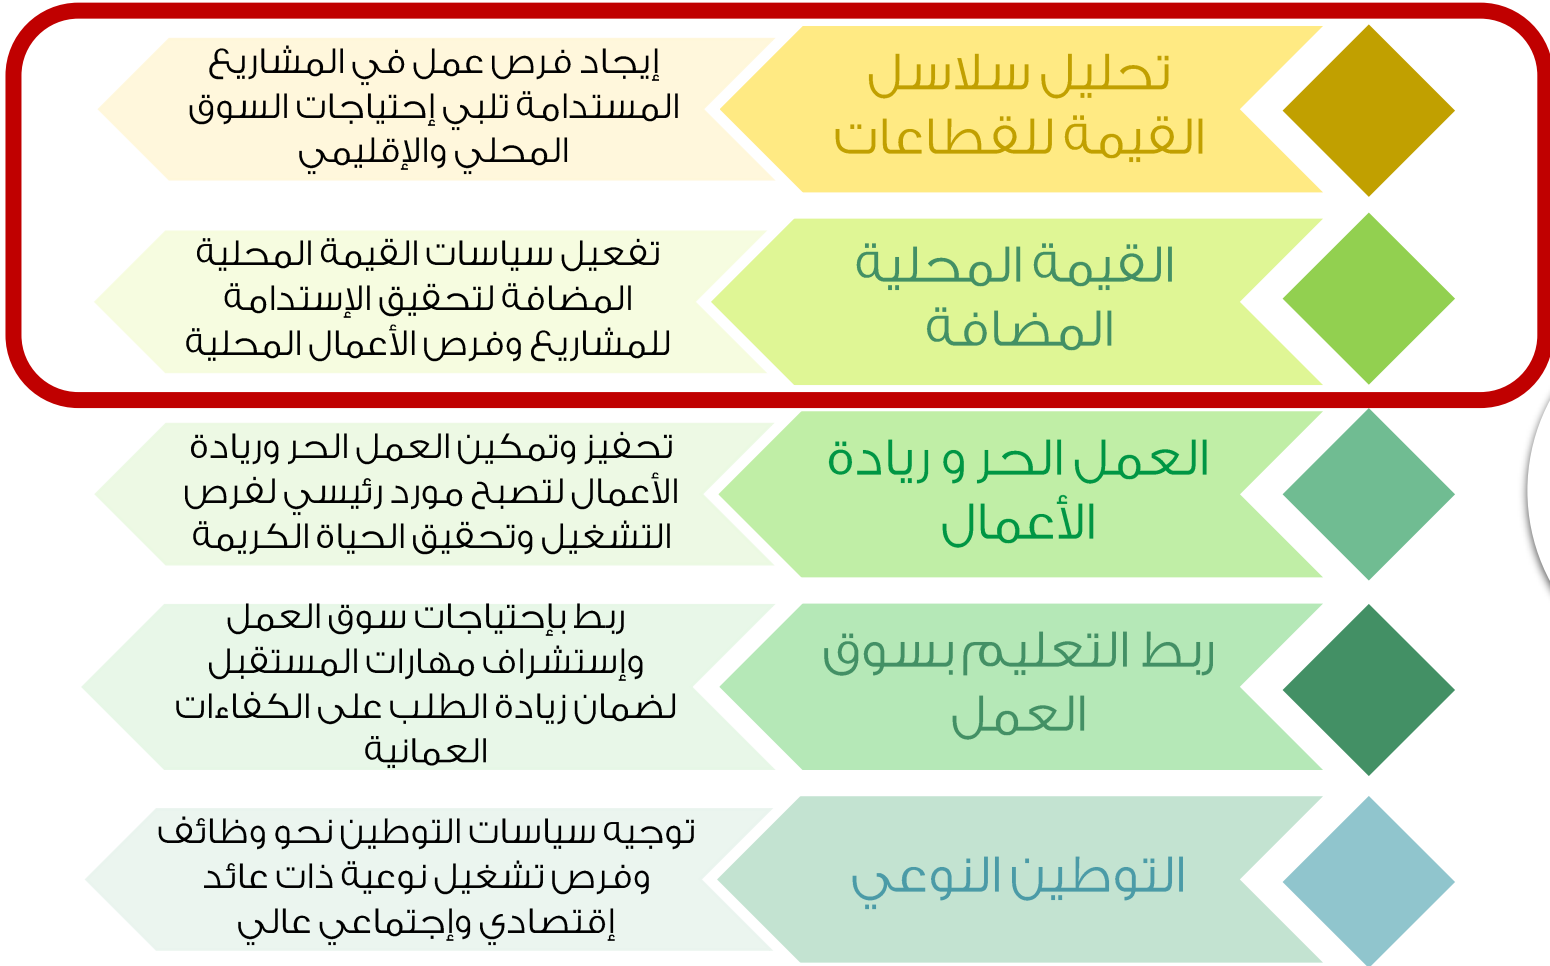 تحليل سلاسل
القيمة للقطاعات
إيجاد فرص عمل في المشاريع
المستدامة تلبي إحتياجات السوق
المحلي والإقليمي
القيمة المحلية
المضافة
تفعيل سياسات القيمة المحلية
المضافة لتحقيق الإستدامة
للمشاريع وفرص الأعمال المحلية
العمل الحر و ريادة
الأعمال
تحفيز وتمكين العمل الحر وريادة
الأعمال لتصبح مورد رئيسي لفرص
التشغيل وتحقيق الحياة الكريمة
ربط التعليم بسوق
العمل
ربط بإحتياجات سوق العمل
وإستشراف مهارات المستقبل
لضمان زيادة الطلب على الكفاءات
العمانية
التوطين النوعي
توجيه سياسات التوطين نحو وظائف
وفرص تشغيل نوعية ذات عائد
إقتصادي وإجتماعي عالي